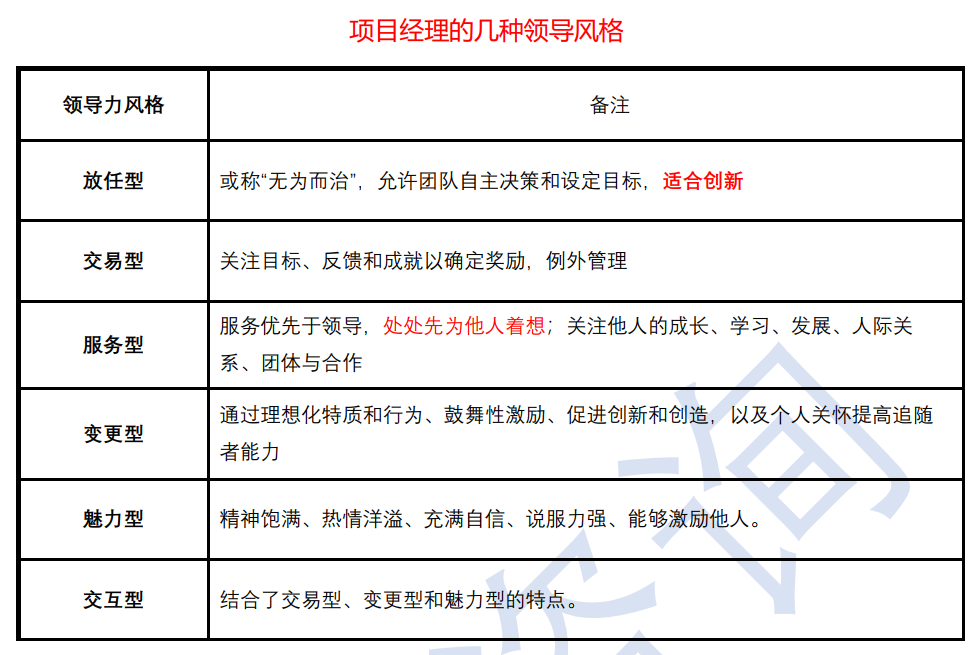 项目经理的几种领导风格
领导力风格
备注
放任型
或称“无为而治”，允许团队自主决策和设定目标，适合创新
交易型
关注目标、反馈和成就以确定奖励，例外管理
服务型
服务优先于领导，处处先为他人着想；关注他人的成长、学习、发展、人际关
系、团体与合作
变更型
通过理想化特质和行为、鼓舞性激励、促进创新和创造，以及个人关怀提高追随
者能力
魅力型
精神饱满、热情洋溢、充满自信、说服力强、能够激励他人。
交互型
结合了交易型、变更型和魅力型的特点。
咨询